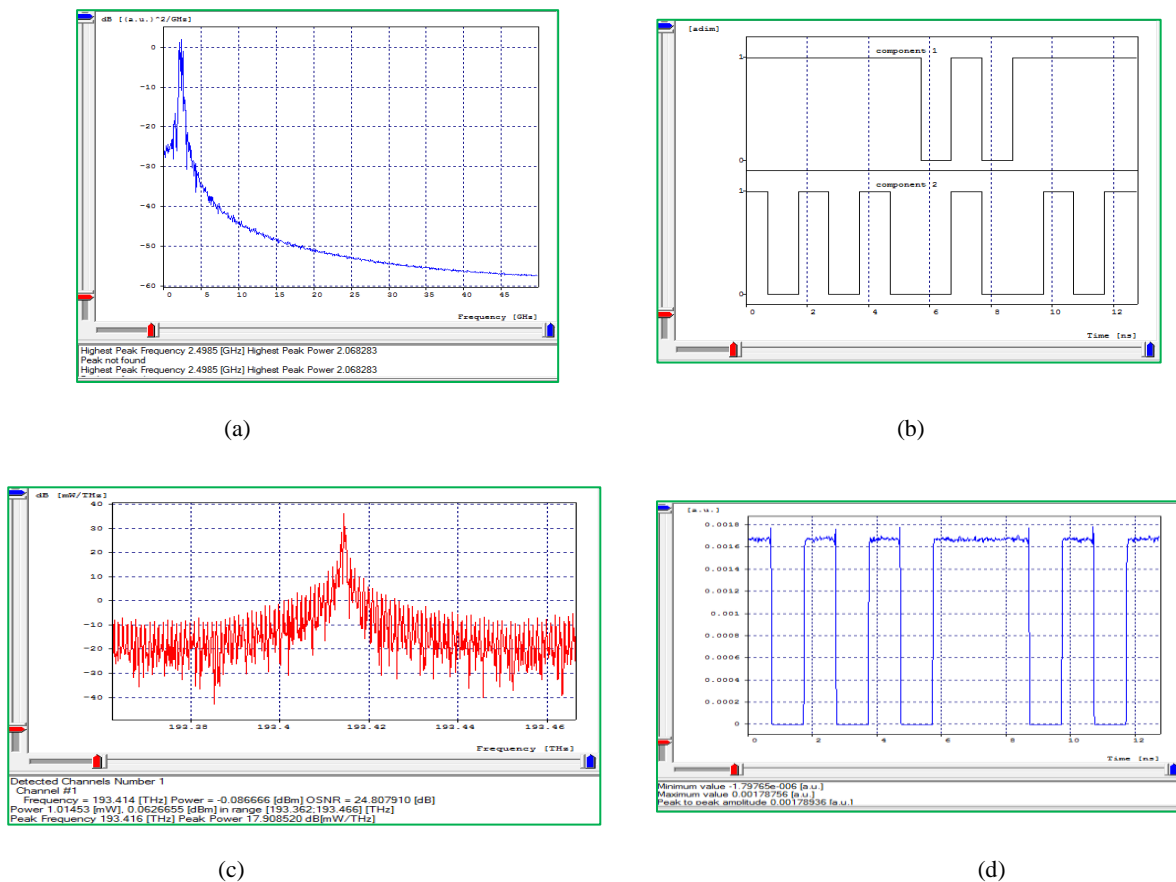 dB [(a.u.)^2/GHz]
0
-10
-20
-30
-40
-50
-60
0 5 10 15 20 25 30 35 40 45
Frequency [GHz]
Highest Peak Frequency 2.4985 [GHz] Highest Peak Power 2.068283
Peak not found
Highest Peak Frequency 2.4985 [GHz] Highest Peak Power 2.068283
(a)
[adim]
component 1
1
0
component 2
1
0
0 2 4 6 8 10 12
Time [ns]
(b)
dB [mW/THz]
40
30
20
10
0
-10
-20
-30
-40
193.38 193.4 193.42 193.44 193.46
Frequency [THz]
Detected Channels Number 1
Channel #1
Frequency = 193.414 [THz] Power = -0.086666 [dBm] OSNR = 24.807910 [dB]
Power 1.01453 [mW], 0.0626655 [dBm] in range [193.362;193.466] [THz]
Peak Frequency 193.416 [THz] Peak Power 17.908520 dB[mW/THz]
(c)
[a.u.]
0.0018
0.0016
0.0014
0.0012
0.001
0.0008
0.0006
0.0004
0.0002
0
0 2 4 6 8 10 12
Time [ns]
Minimum value -1.79765e-006 [a.u.]
Maximum value 0.00178756 [a.u.]
Peak to peak amplitude 0.00178936 [a.u.]
(d)